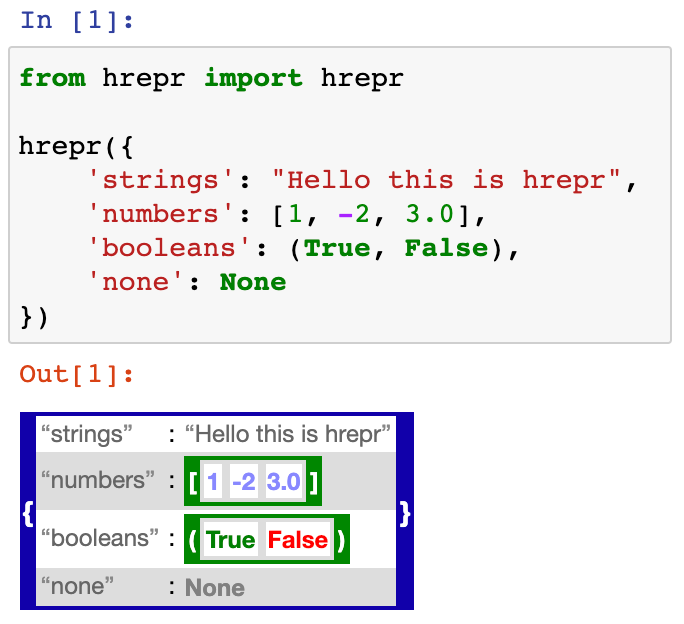 In [1]:
from hrepr import hrepr
hrepr({
    'strings': "Hello this is hrepr",
    'numbers': [1, -2, 3.0],
    'booleans': (True, False),
    'none': None
})
Out[1]:
{
“strings” : “Hello this is hrepr”
“numbers” : [ 1 -2 3.0 ]
“booleans” : ( True False )
“none” : None
}